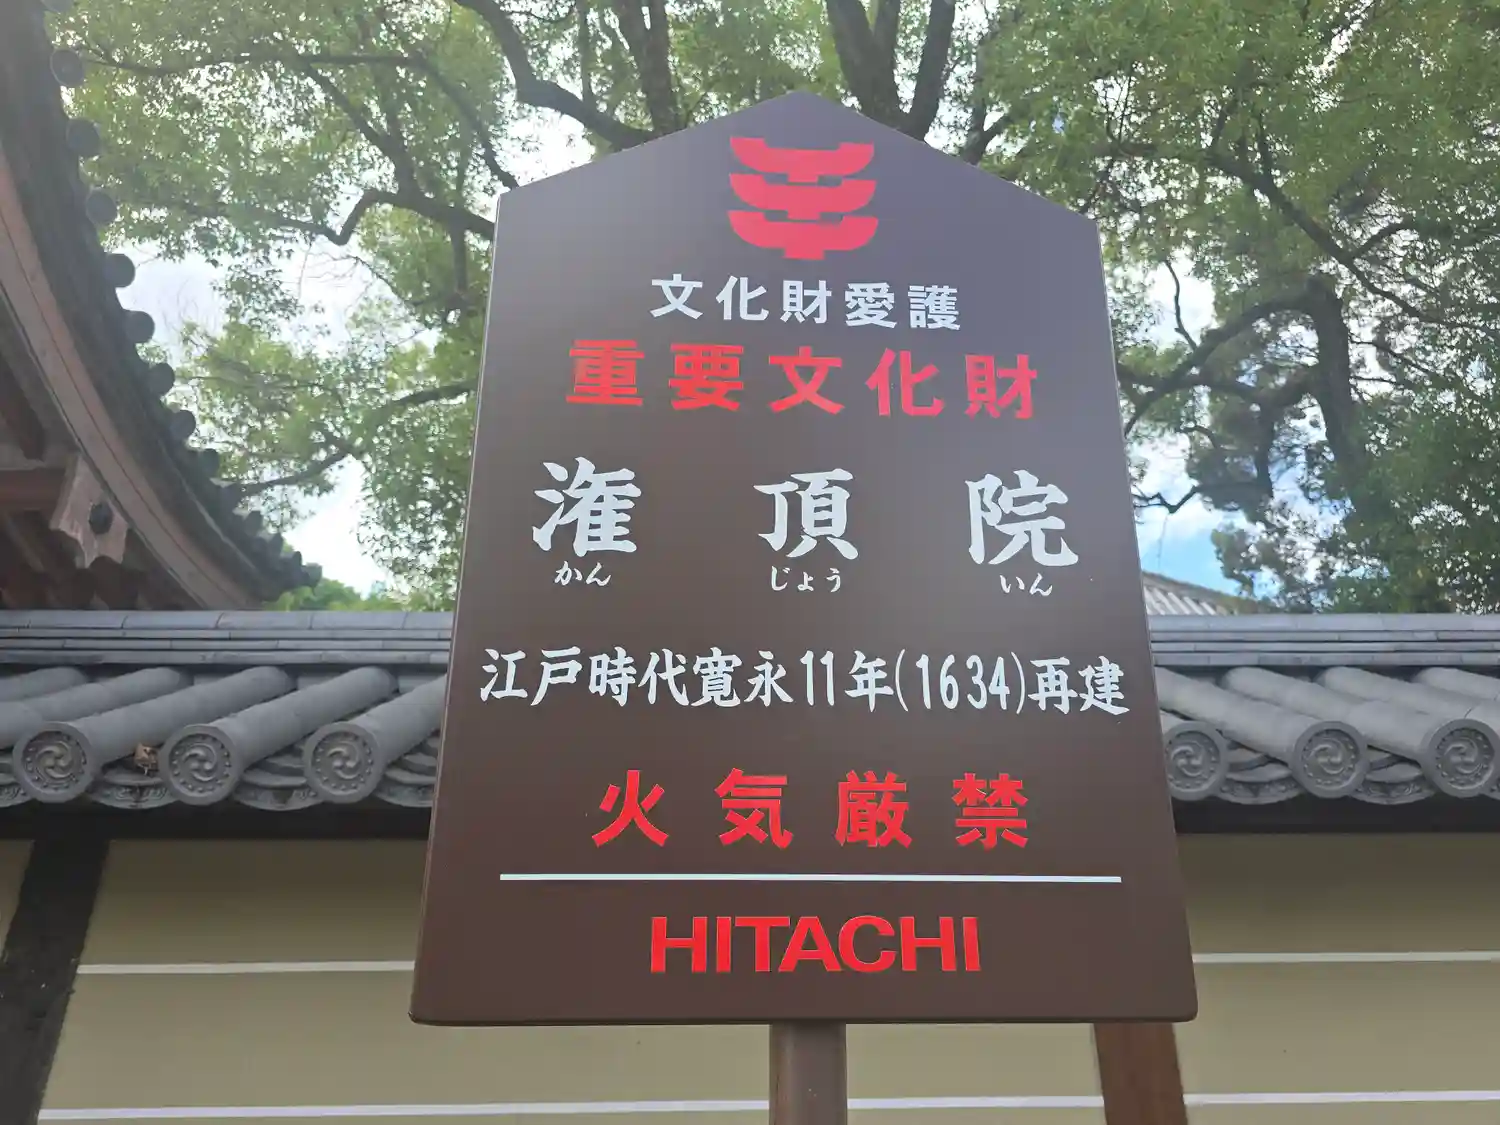 文化財愛護
重要文化財
潅頂院
かんじょういん
江戸時代寛永11年(1634)再建
火気厳禁
HITACHI